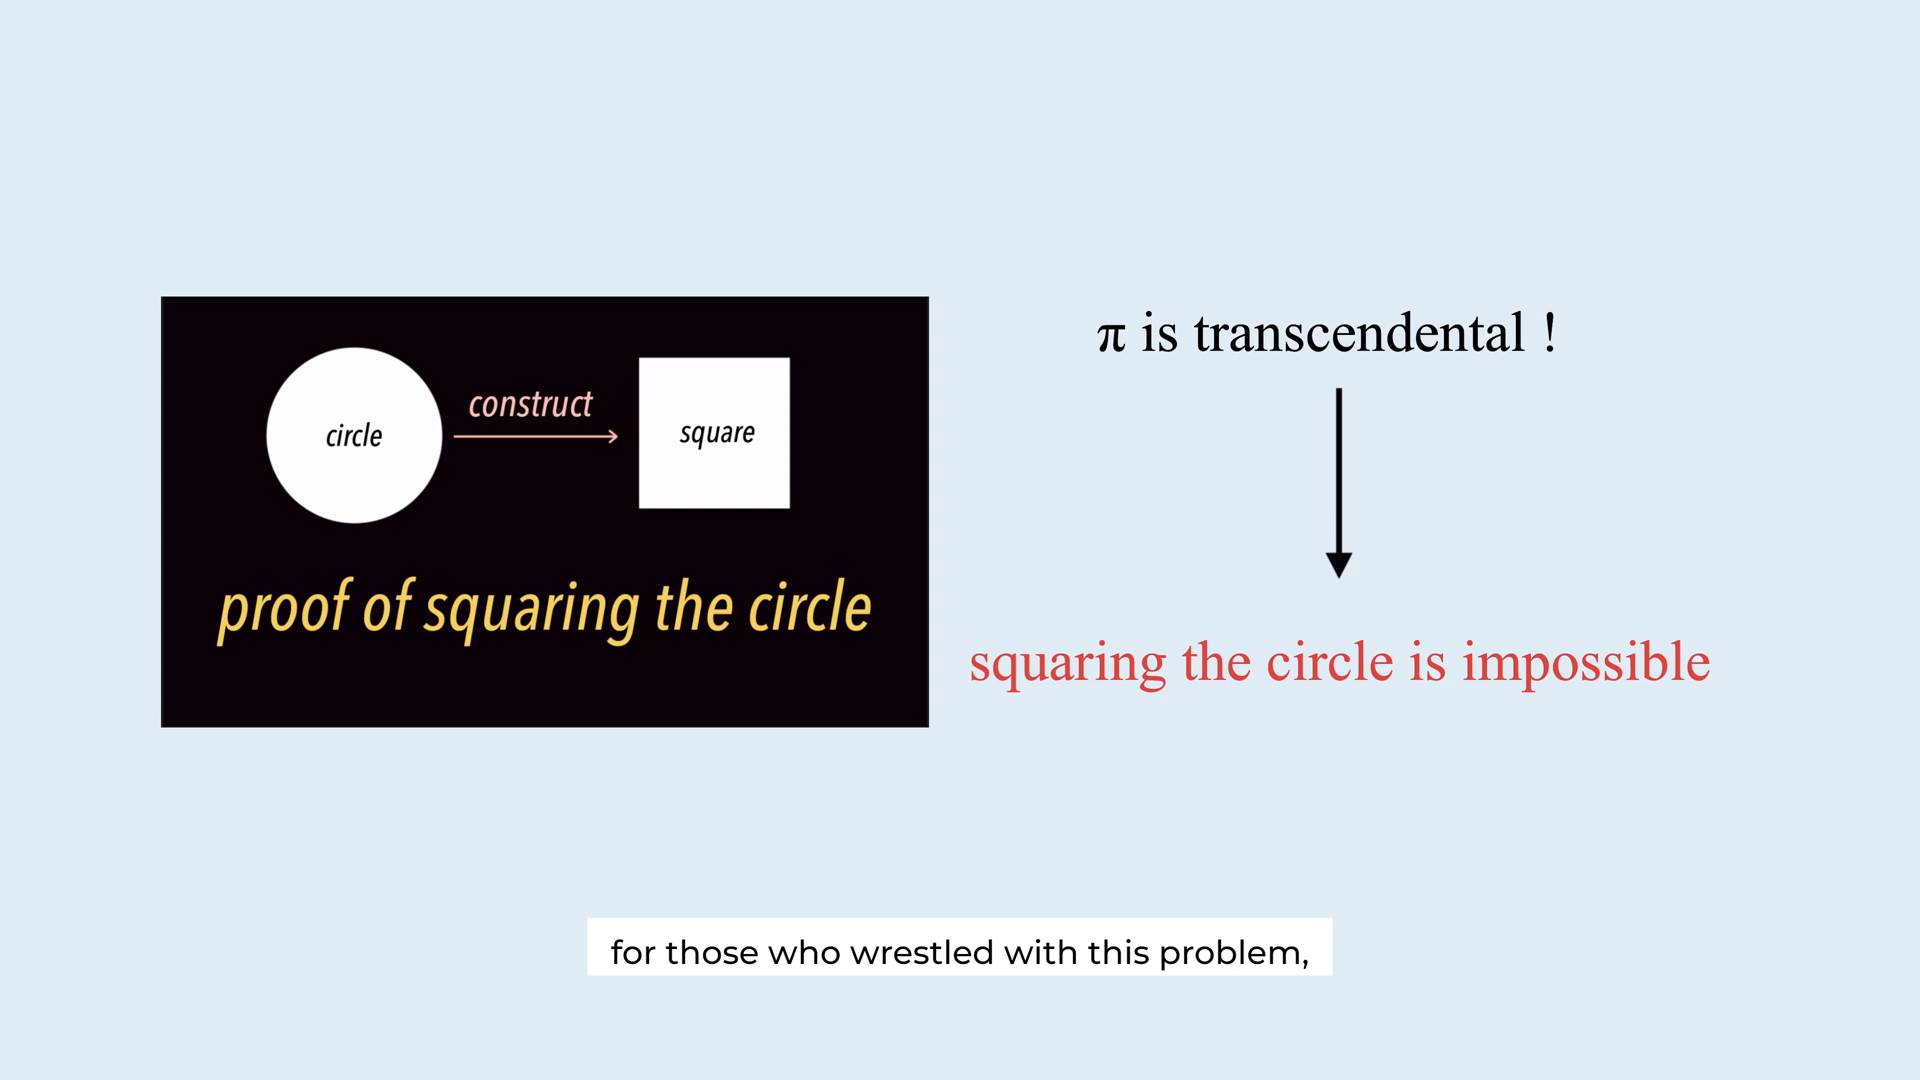 circle
construct
square
proof of squaring the circle
π is transcendental !
squaring the circle is impossible
for those who wrestled with this problem,